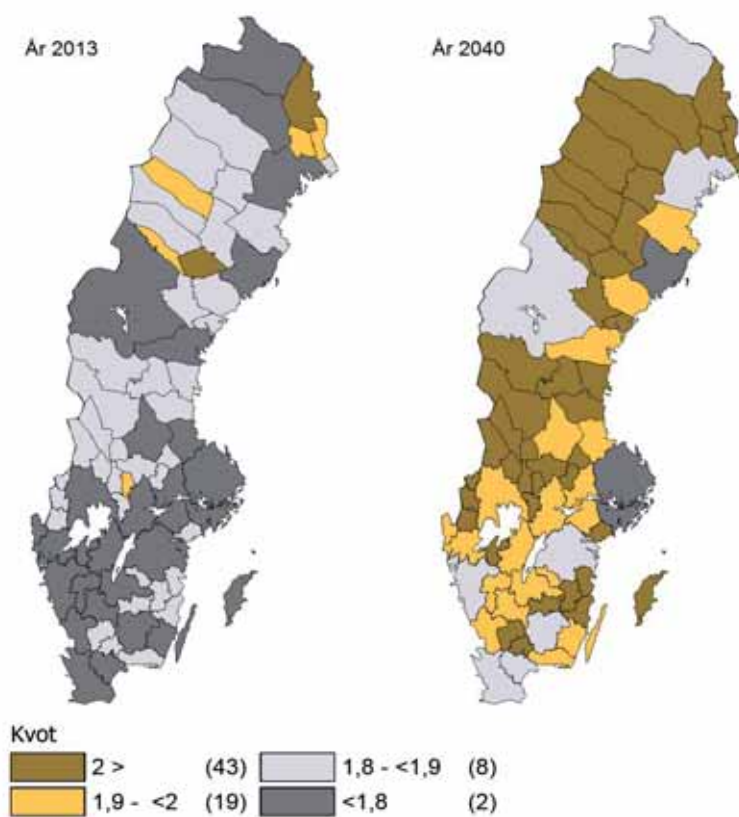 År 2013
År 2040
Kvot
2 > (43) 1,8 - <1,9 (8)
1,9 - <2 (19) <1,8 (2)